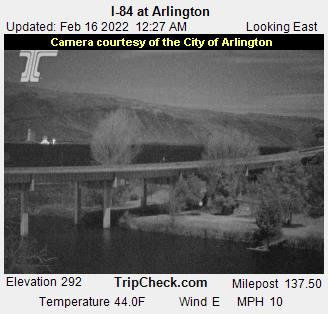 I-84 at Arlington
Updated: Feb 16 2022 12:27 AM Looking East
Camera courtesy of the City of Arlington
Elevation 292 TripCheck.com Milepost 137.50
Temperature 44.0F Wind E MPH 10